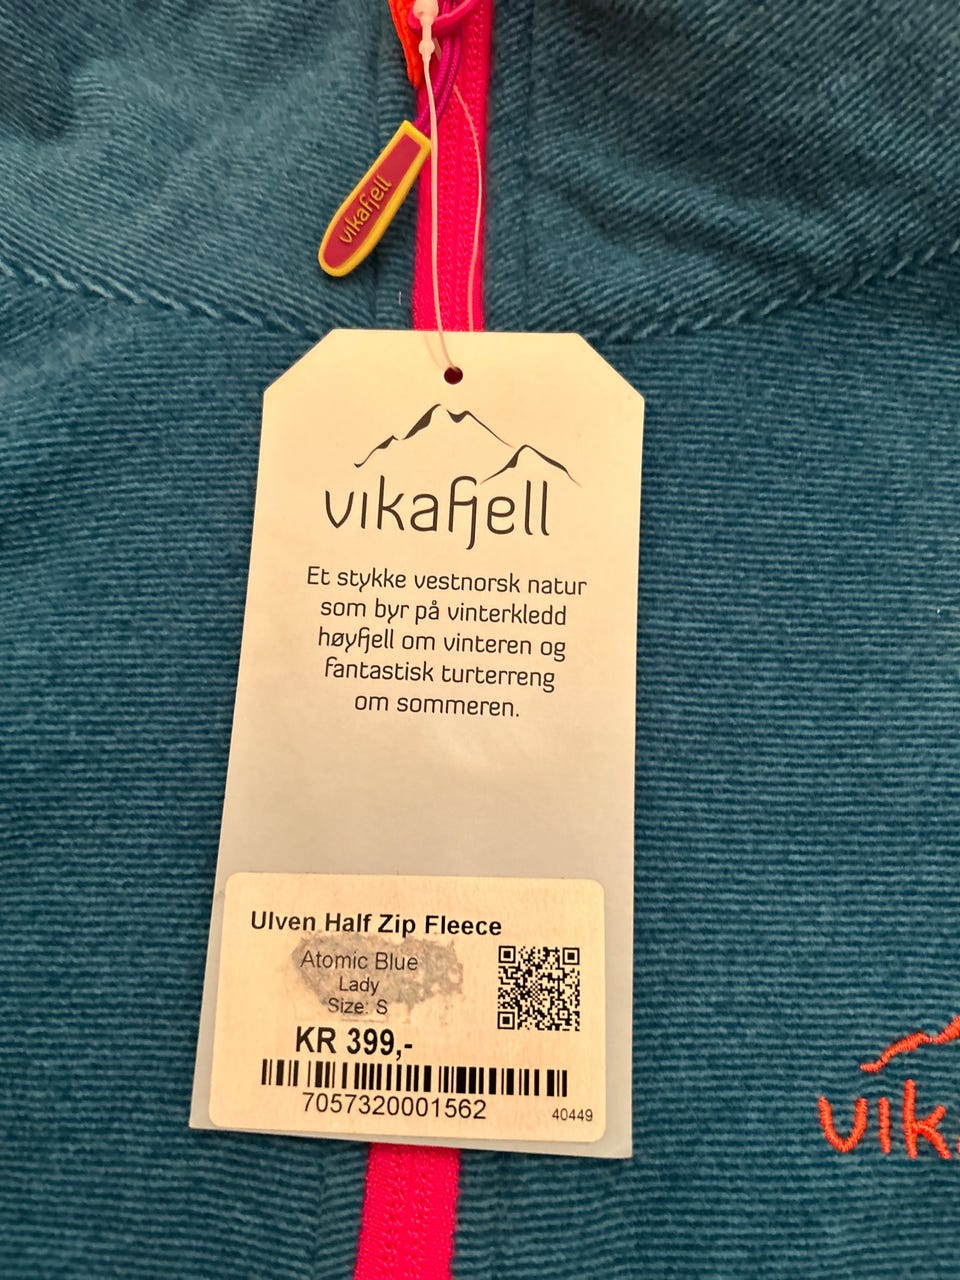 vikafjell
vikafjell
Et stykke vestnorsk natur
som byr på vinterkledd
høyfjell om vinteren og
fantastisk turterreng
om sommeren.
Ulven Half Zip Fleece
Atomic Blue
Lady
Size: S
KR 399,-
7057320001562
40449
vik